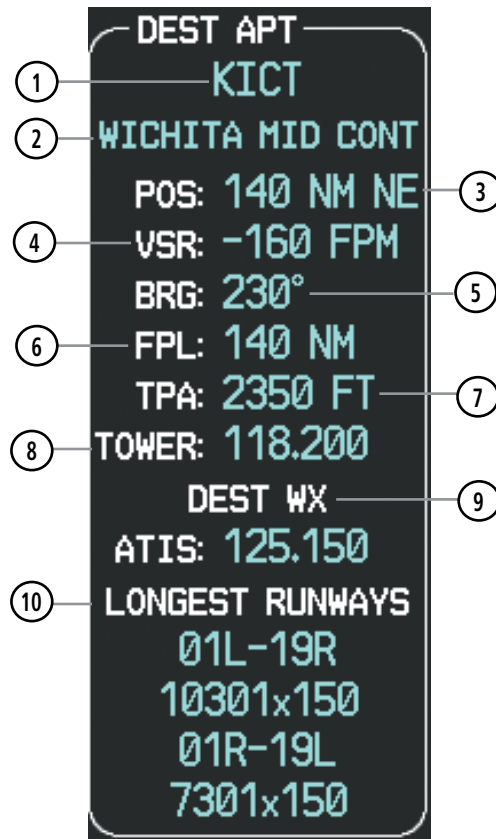 DEST APT
1 KICT
2 WICHITA MID CONT
POS: 140 NM NE 3
4 VSR: -160 FPM
BRG: 230° 5
6 FPL: 140 NM
TPA: 2350 FT 7
8 TOWER: 118.200
DEST WX 9
ATIS: 125.150
10 LONGEST RUNWAYS
01L-19R
10301x150
01R-19L
7301x150